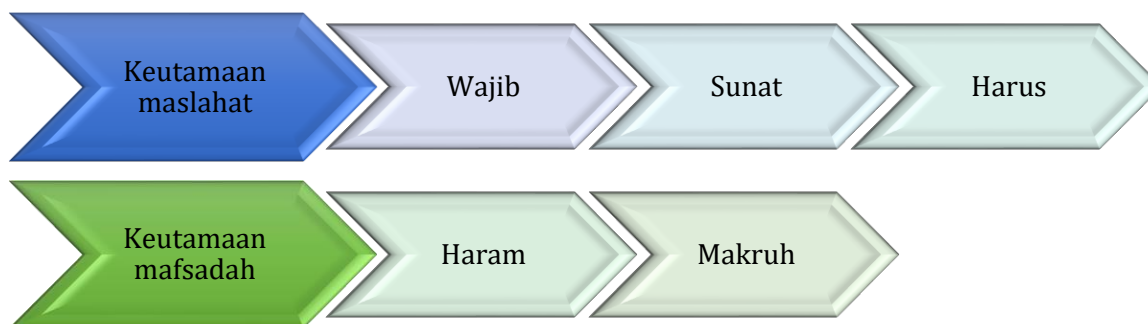 Keutamaan
maslahat
Wajib
Sunat
Harus
Keutamaan
mafsadah
Haram
Makruh